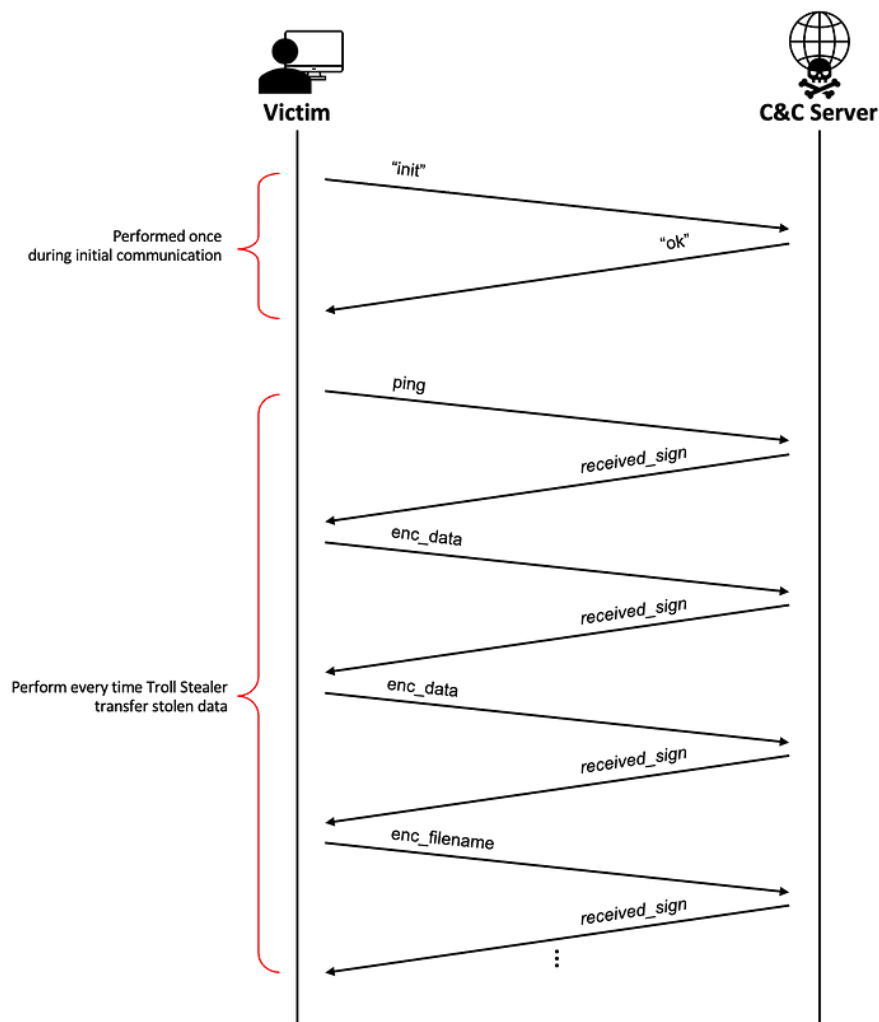 Victim
C&C Server
"init"
Performed once
during initial communication
"ok"
ping
received_sign
enc_data
received_sign
Perform every time Troll Stealer
transfer stolen data
enc_data
received_sign
enc_filename
received_sign